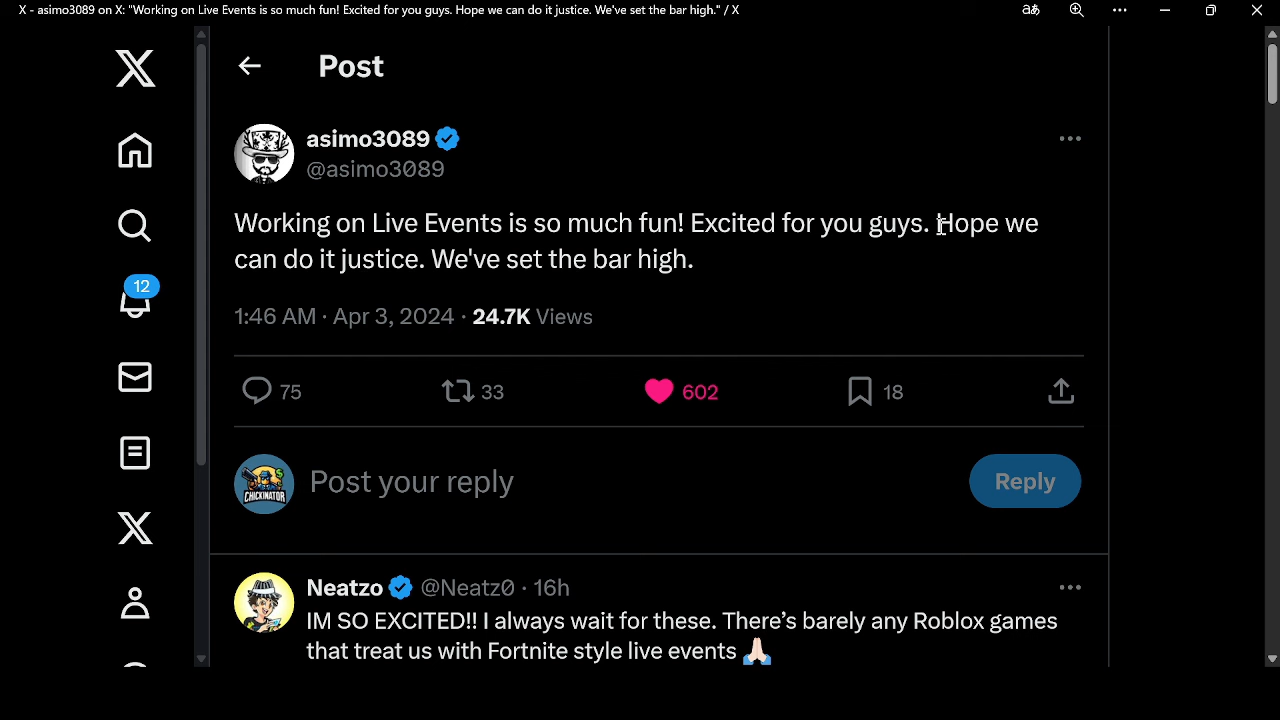 X - asimo3089 on X: "Working on Live Events is so much fun! Excited for you guys. Hope we can do it justice. We've set the bar high." / X
aあ
Post
asimo3089
@asimo3089
Working on Live Events is so much fun! Excited for you guys. Hope we
can do it justice. We've set the bar high.
1:46 AM · Apr 3, 2024 · 24.7K Views
12
75 33 602 18
CHICKINATOR
Post your reply
Reply
Neatzo @Neatz0 · 16h
IM SO EXCITED!! I always wait for these. There’s barely any Roblox games
that treat us with Fortnite style live events 🙏🏻